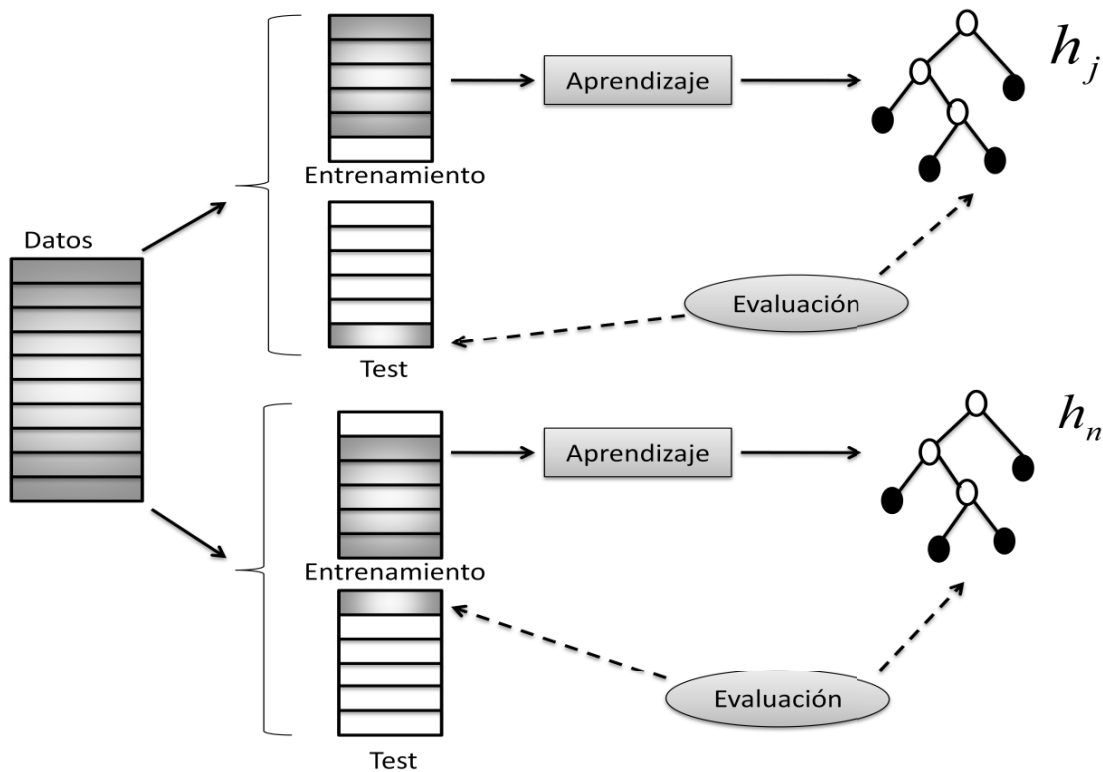 Aprendizaje
h_j
Entrenamiento
Datos
Evaluación
Test
Aprendizaje
h_n
Entrenamiento
Evaluación
Test